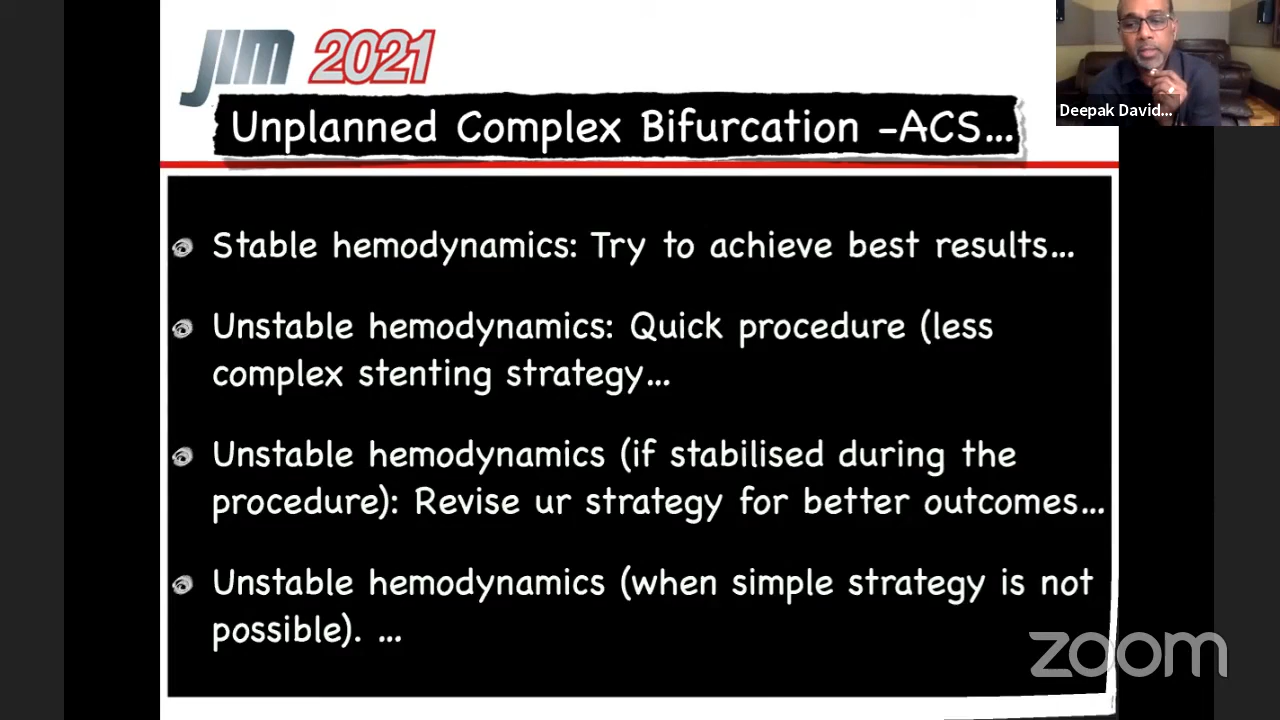 JIM 2021
Deepak David...
Unplanned Complex Bifurcation -ACS...
Stable hemodynamics: Try to achieve best results...
Unstable hemodynamics: Quick procedure (less
complex stenting strategy...
Unstable hemodynamics (if stabilised during the
procedure): Revise ur strategy for better outcomes...
Unstable hemodynamics (when simple strategy is not
possible). ...
zoom